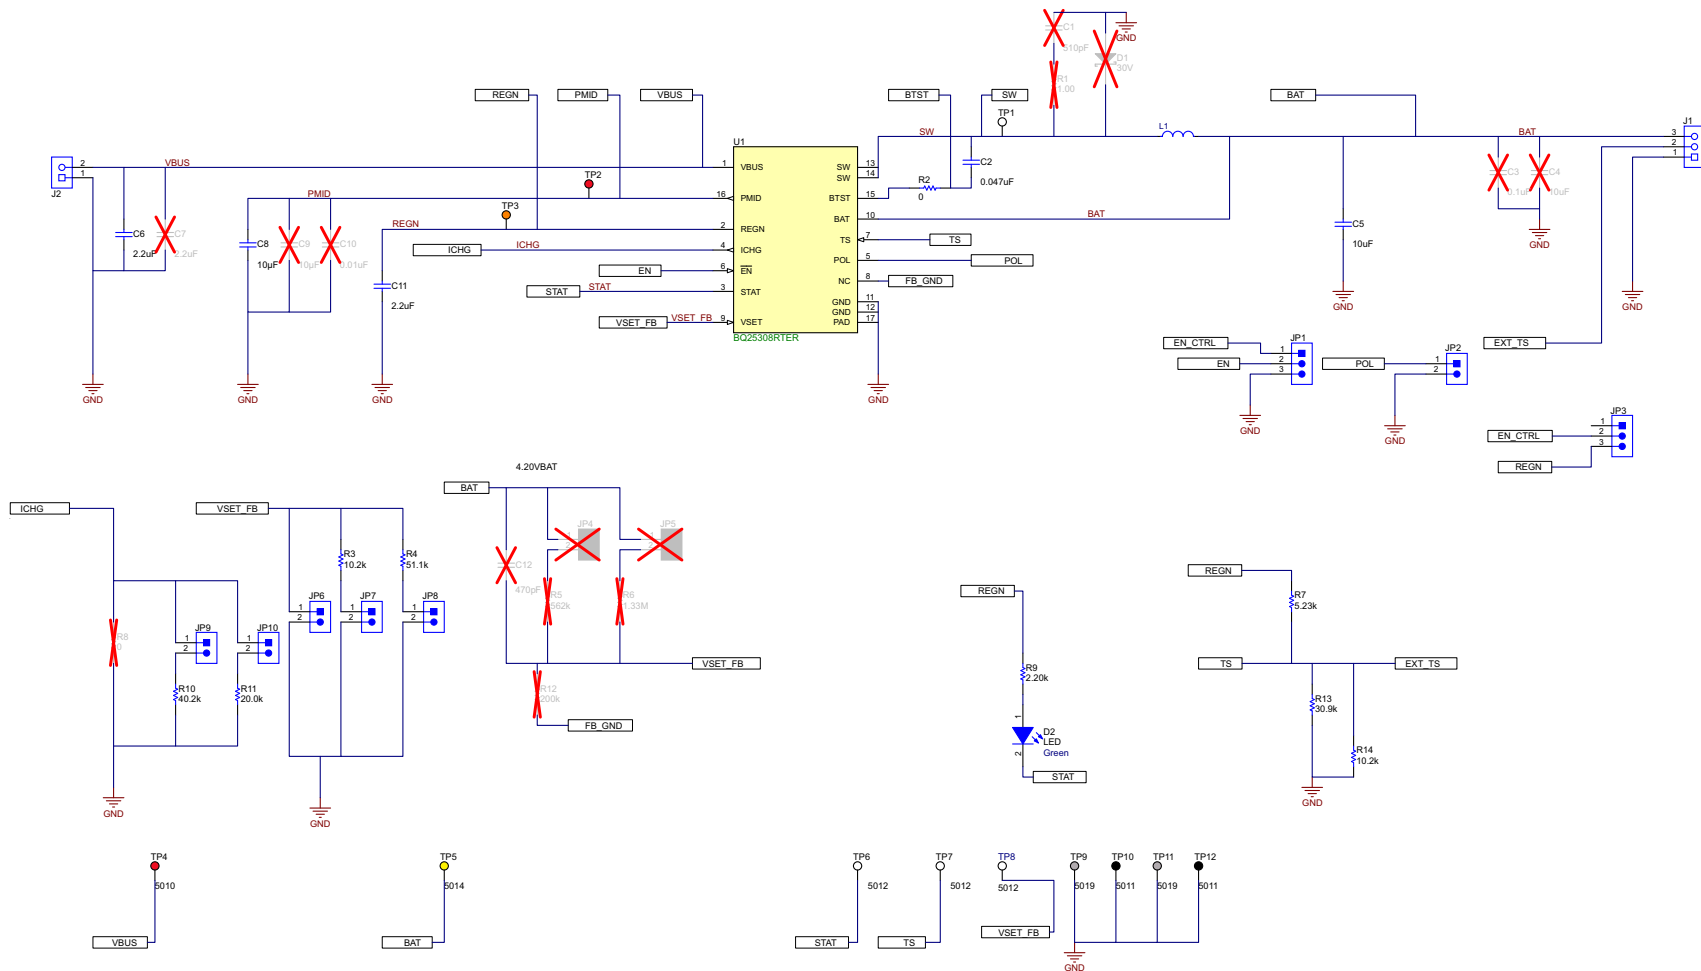 C1
510pF
GND
D1
30V
R1
1.00
REGN
PMID
VBUS
BTST
SW
TP1
BAT
L1
J1
U1
SW
BAT
3
2
1
J2
2
1
VBUS
1
VBUS
SW
13
SW
14
C2
0.047uF
R2
0
C3
0.1uF
C4
10uF
TP2
PMID
16
PMID
BTST
15
TP3
REGN
2
REGN
BAT
10
BAT
C6
2.2uF
C7
2.2uF
C8
10µF
C9
10µF
C10
0.01uF
ICHG
ICHG
4
ICHG
TS
7
TS
C5
10uF
GND
EN
6
EN
POL
5
POL
C11
2.2uF
STAT
STAT
3
STAT
NC
8
FB_GND
GND
11
GND
12
PAD
17
VSET_FB
VSET_FB
9
VSET
BQ25308RTER
GND
GND
GND
GND
GND
GND
EN_CTRL
EN
JP1
1
2
3
GND
POL
JP2
1
2
GND
EXT_TS
JP3
1
2
3
EN_CTRL
REGN
4.20VBAT
BAT
ICHG
VSET_FB
JP4
1
2
JP5
1
2
R3
10.2k
R4
51.1k
C12
470pF
R5
562k
R6
1.33M
JP6
1
2
JP7
1
2
JP8
1
2
R8
0
JP9
1
2
JP10
1
2
R10
40.2k
R11
20.0k
VSET_FB
R12
200k
FB_GND
GND
GND
REGN
R9
2.20k
1
D2
LED
Green
2
STAT
REGN
R7
5.23k
TS
EXT_TS
R13
30.9k
R14
10.2k
GND
TP4
5010
VBUS
TP5
5014
BAT
TP6
5012
STAT
TP7
5012
TS
TP8
5012
VSET_FB
TP9
5019
TP10
5011
TP11
5019
TP12
5011
GND